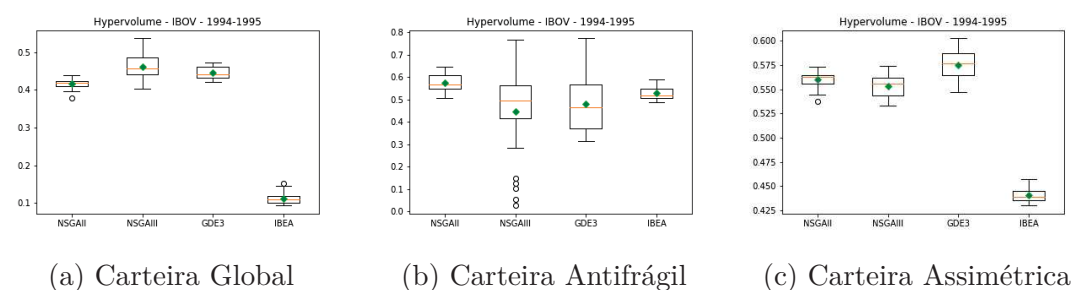 Hypervolume - IBOV - 1994-1995
0.5
0.4
0.3
0.2
0.1
NSGAII NSGAIII GDE3 IBEA
(a) Carteira Global
Hypervolume - IBOV - 1994-1995
0.8
0.7
0.6
0.5
0.4
0.3
0.2
0.1
0.0
NSGAII NSGAIII GDE3 IBEA
(b) Carteira Antifrágil
Hypervolume - IBOV - 1994-1995
0.600
0.575
0.550
0.525
0.500
0.475
0.450
0.425
NSGAII NSGAIII GDE3 IBEA
(c) Carteira Assimétrica